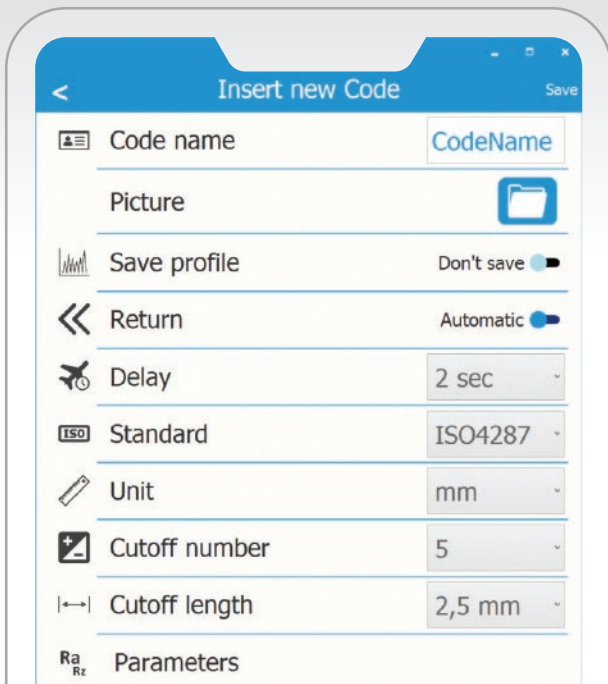 < Insert new Code Save
Code name CodeName
Picture
Save profile Don't save
Return Automatic
Delay 2 sec
ISO Standard ISO4287
Unit mm
Cutoff number 5
Cutoff length 2,5 mm
Ra Rz Parameters